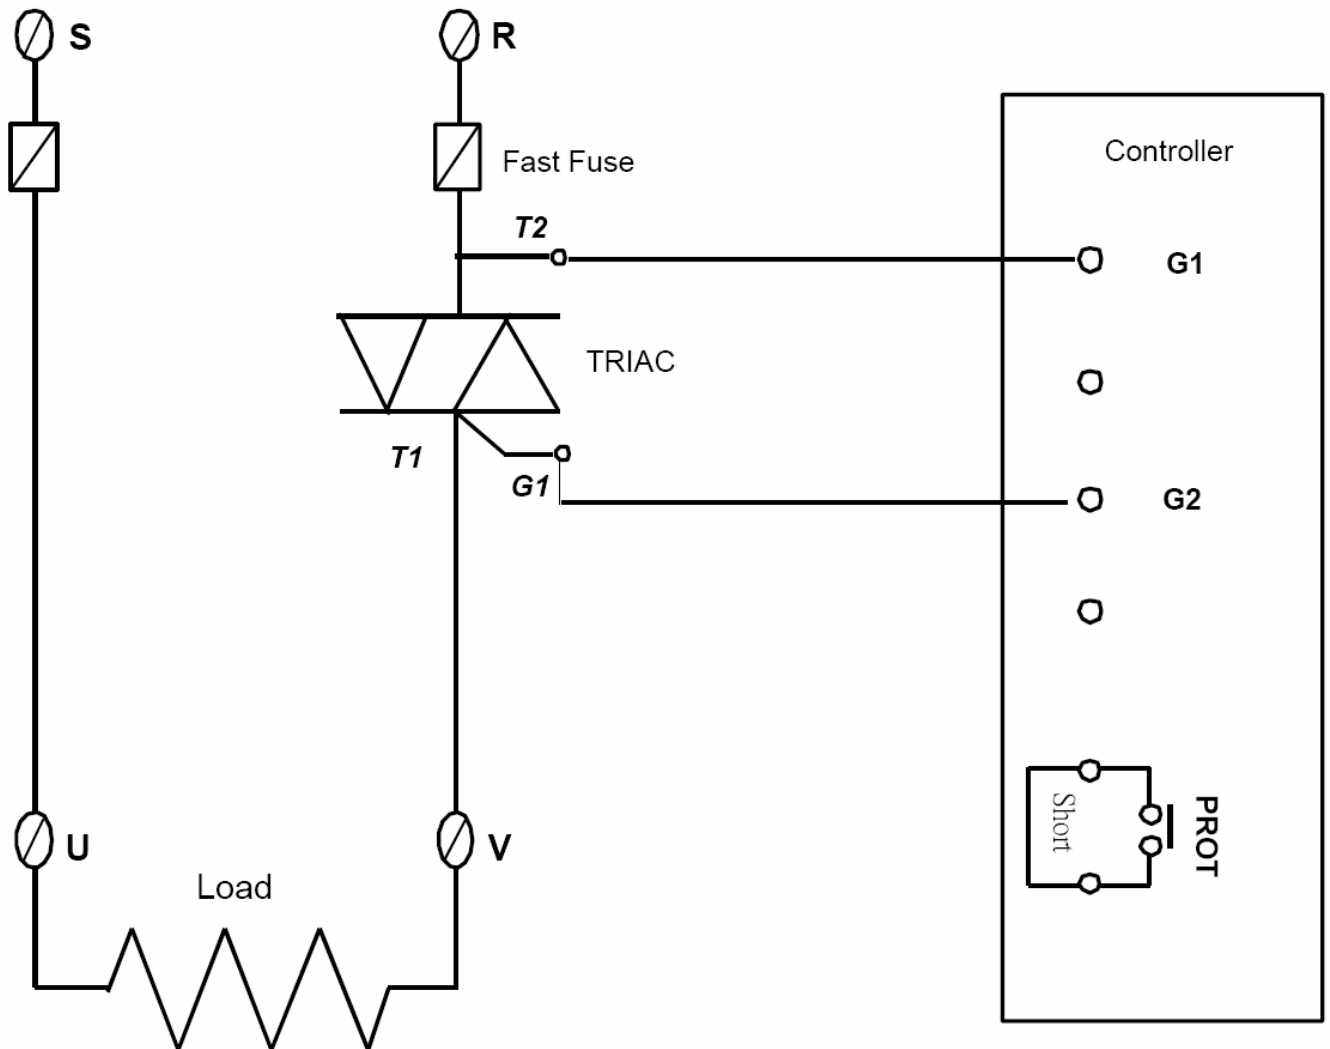 S
R
Fast Fuse
Controller
T2
G1
TRIAC
T1
G1
G2
Short
PROT
U
V
Load